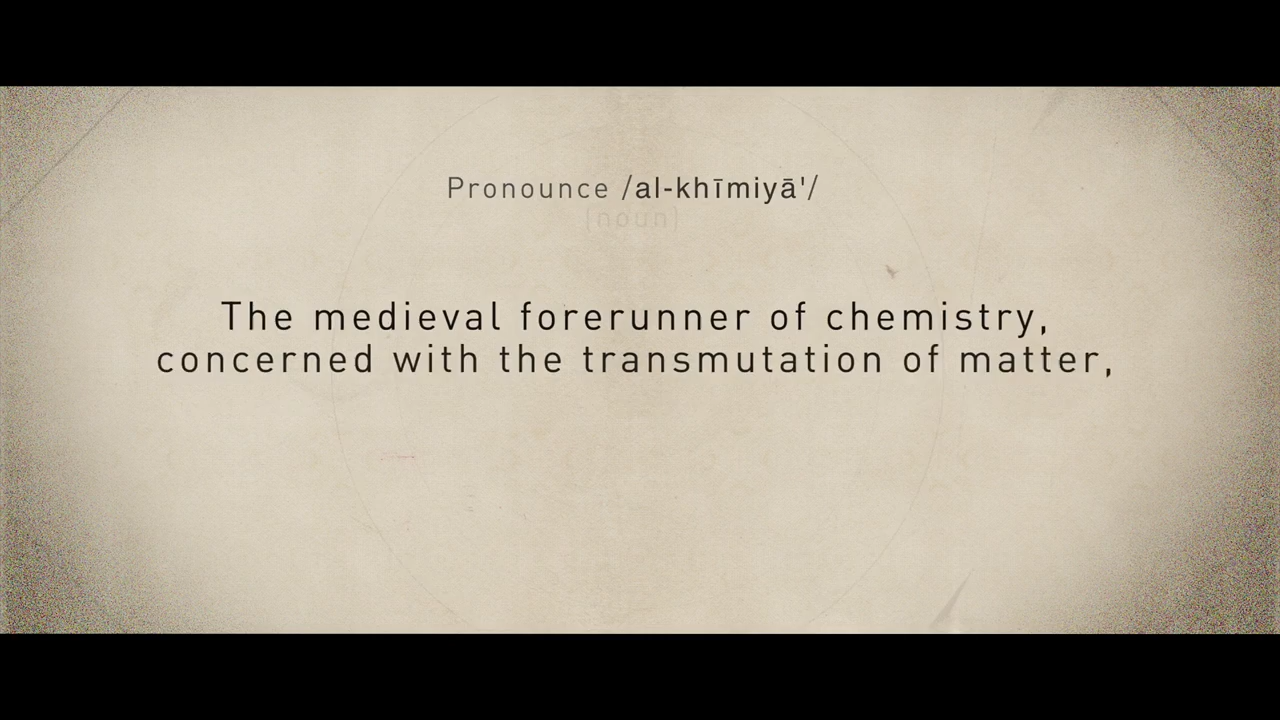 Pronounce /al-khīmiyā'/
(noun)
The medieval forerunner of chemistry,
concerned with the transmutation of matter,